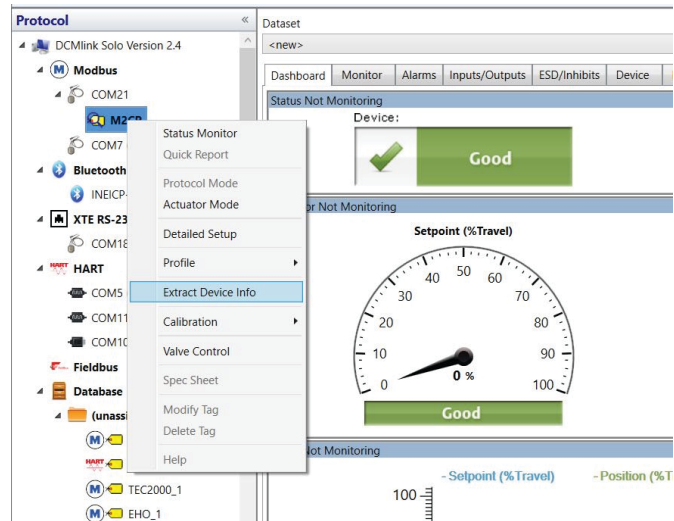 Protocol
«
DCMlink Solo Version 2.4
M Modbus
COM21
M2CP
COM7
Bluetooth
INEICP-
XTE RS-23
COM18
HART HART
COM5
COM11
COM10
Fieldbus
Database
(unassi
M
HART
M TEC2000_1
M EHO_1
Status Monitor
Quick Report
Protocol Mode
Actuator Mode
Detailed Setup
Profile
Extract Device Info
Calibration
Valve Control
Spec Sheet
Modify Tag
Delete Tag
Help
Dataset
<new>
Dashboard Monitor Alarms Inputs/Outputs ESD/Inhibits Device
Status Not Monitoring
Device:
Good
or Not Monitoring
Setpoint (%Travel)
0 10 20 30 40 50 60 70 80 90 100
0 %
Good
Not Monitoring
- Setpoint (%Travel) - Position (%T
100